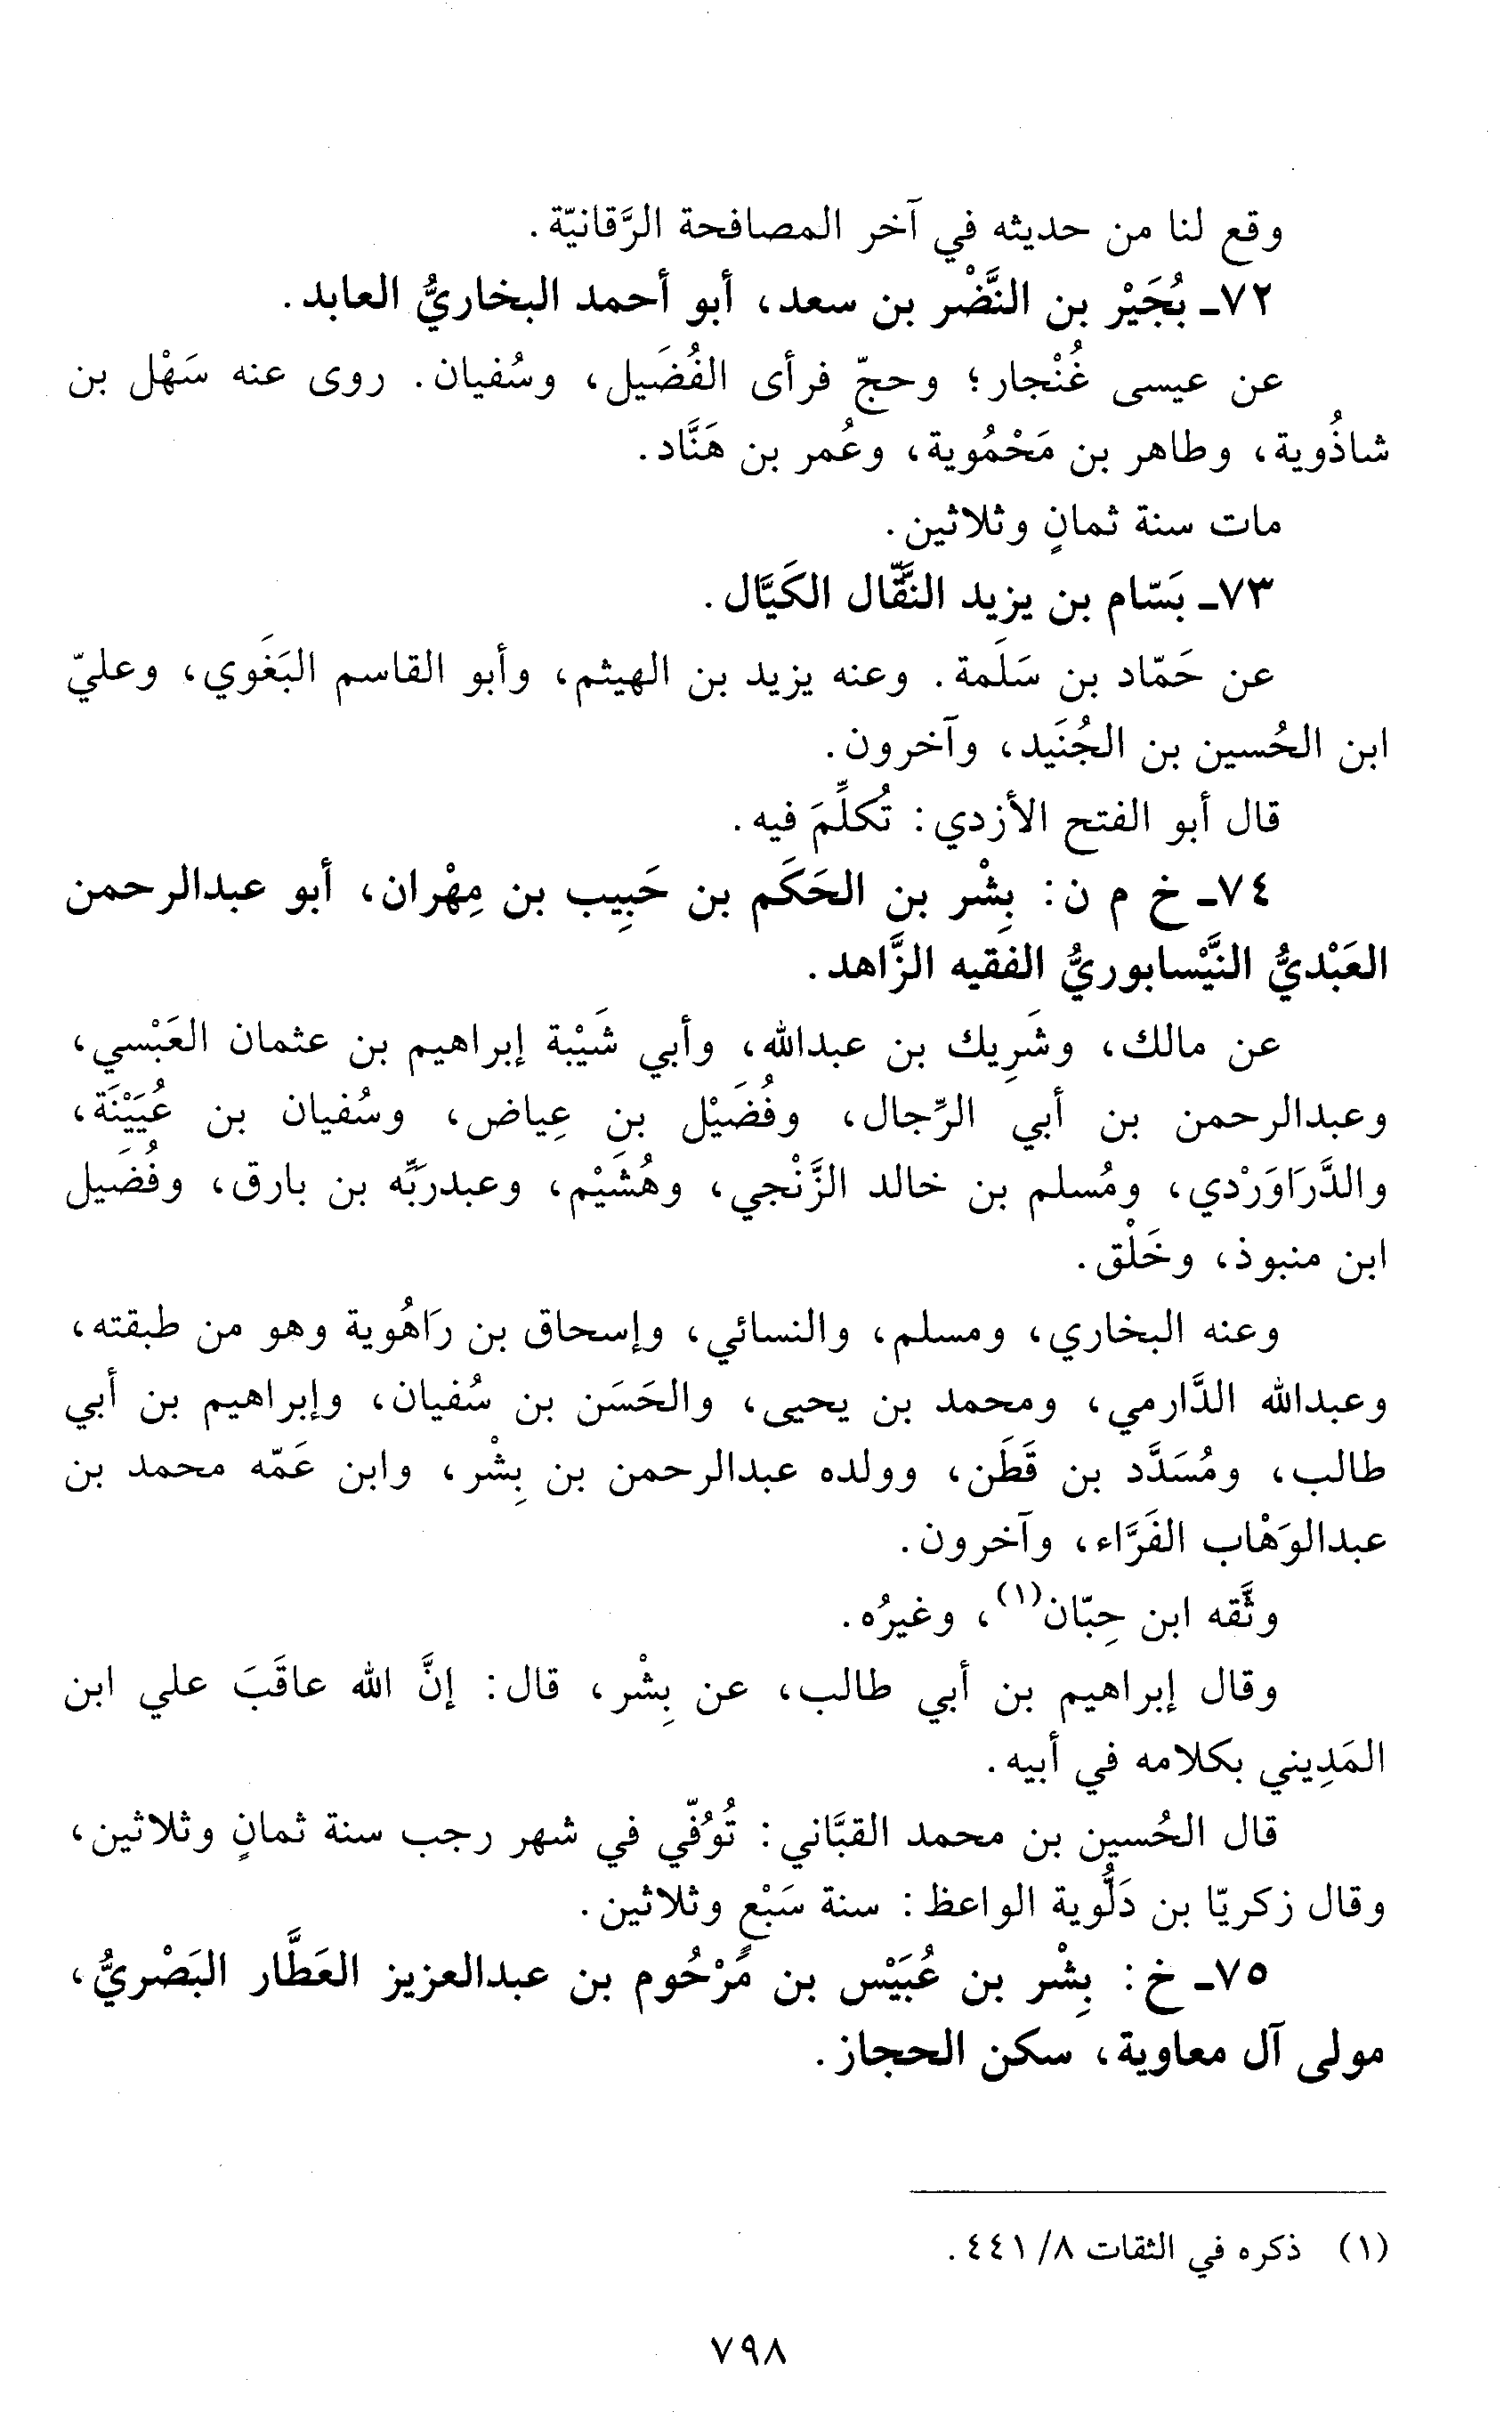 وقع لنا من حديثه في آخر المصافحة الرَّقانيّة.
٧٢ـ بُجَيْر بن النَّضْر بن سعد، أبو أحمد البخاريُّ العابد.
عن عيسى غُنْجار؛ وحجّ فرأى الفُضَيل، وسُفيان. روى عنه سَهْل بن
شاذُوية، وطاهر بن مَحْمُوية، وعُمر بن هَنَّاد.
مات سنة ثمانٍ وثلاثين.
٧٣ـ بَسّام بن يزيد النَّقّال الكَيَّال.
عن حَمّاد بن سَلَمة. وعنه يزيد بن الهيثم، وأبو القاسم البَغَوي، وعليّ
ابن الحُسين بن الجُنَيد، وآخرون.
قال أبو الفتح الأزدي: تُكلِّمَ فيه.
٧٤ـ خ م ن: بِشْر بن الحَكَم بن حَبِيب بن مِهْران، أبو عبدالرحمن
العَبْديُّ النَّيْسابوريُّ الفقيه الزَّاهد.
عن مالك، وشَرِيك بن عبدالله، وأبي شَيْبة إبراهيم بن عثمان العَبْسي،
وعبدالرحمن بن أبي الرِّجال، وفُضَيْل بن عِياض، وسُفيان بن عُيَيْنَة،
والدَّرَاوَرْدي، ومُسلم بن خالد الزَّنْجي، وهُشَيْم، وعبدربِّه بن بارق، وفُضَيل
ابن منبوذ، وخَلْق.
وعنه البخاري، ومسلم، والنسائي، وإسحاق بن رَاهُوية وهو من طبقته،
وعبدالله الدَّارمي، ومحمد بن يحيى، والحَسَن بن سُفيان، وإبراهيم بن أبي
طالب، ومُسَدَّد بن قَطَن، وولده عبدالرحمن بن بِشْر، وابن عَمّه محمد بن
عبدالوَهْاب الفَرَّاء، وآخرون.
وثَّقه ابن حِبّان(١)، وغيرُه.
وقال إبراهيم بن أبي طالب، عن بِشْر، قال: إنَّ الله عاقَبَ علي ابن
المَدِيني بكلامه في أبيه.
قال الحُسين بن محمد القبَّاني: تُوُفّي في شهر رجب سنة ثمانٍ وثلاثين،
وقال زكريّا بن دَلُّوية الواعظ: سنة سَبْعٍ وثلاثين.
٧٥ـ خ: بِشْر بن عُبَيْس بن مَرْحُوم بن عبدالعزيز العَطَّار البَصْريُّ،
مولى آل معاوية، سكن الحجاز.
(١) ذكره في الثقات ٨/ ٤٤١.
٧٩٨